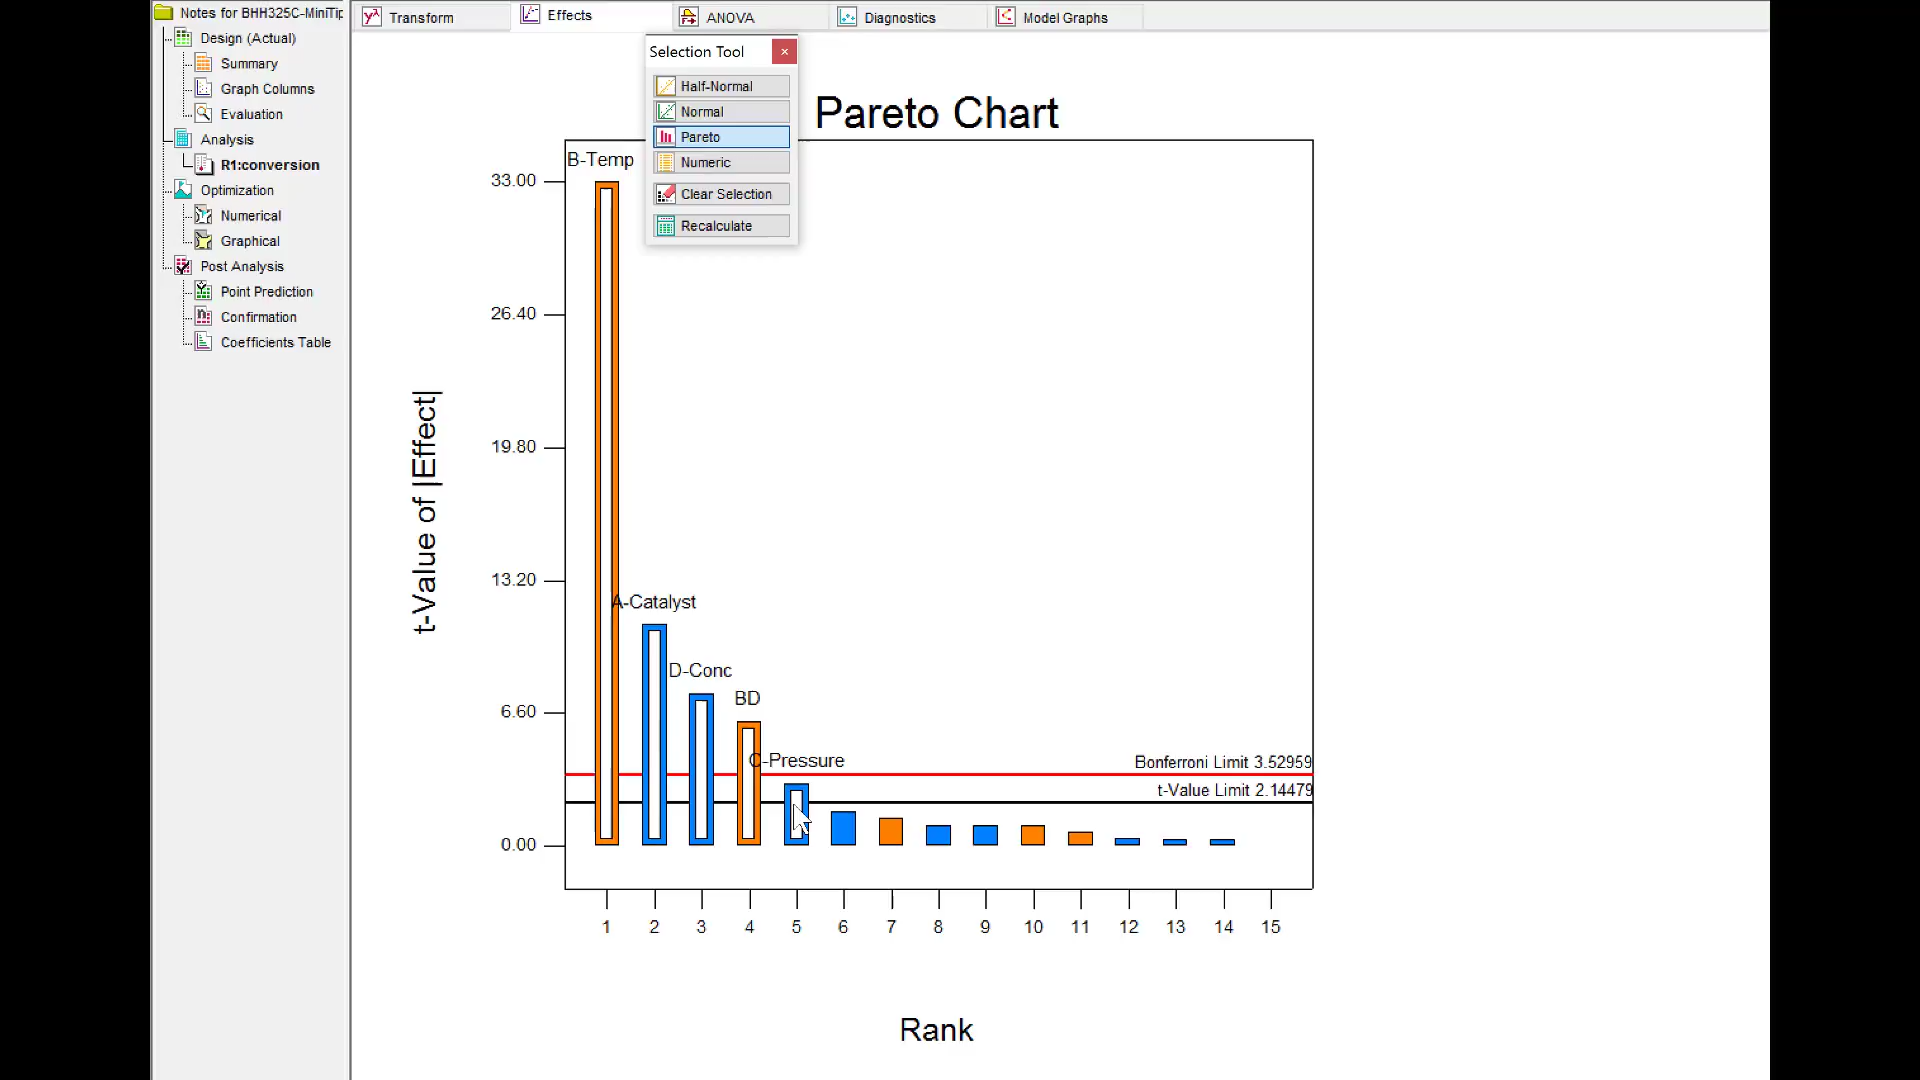 Notes for BHH325C-MiniTip
Design (Actual)
Summary
Graph Columns
Evaluation
Analysis
R1:conversion
Optimization
Numerical
Graphical
Post Analysis
Point Prediction
Confirmation
Coefficients Table
Transform
Effects
ANOVA
Diagnostics
Model Graphs
Selection Tool
Half-Normal
Normal
Pareto
Numeric
Clear Selection
Recalculate
Pareto Chart
t-Value of |Effect|
33.00
26.40
19.80
13.20
6.60
0.00
B-Temp
A-Catalyst
D-Conc
BD
C-Pressure
Bonferroni Limit 3.52959
t-Value Limit 2.14479
1 2 3 4 5 6 7 8 9 10 11 12 13 14 15
Rank